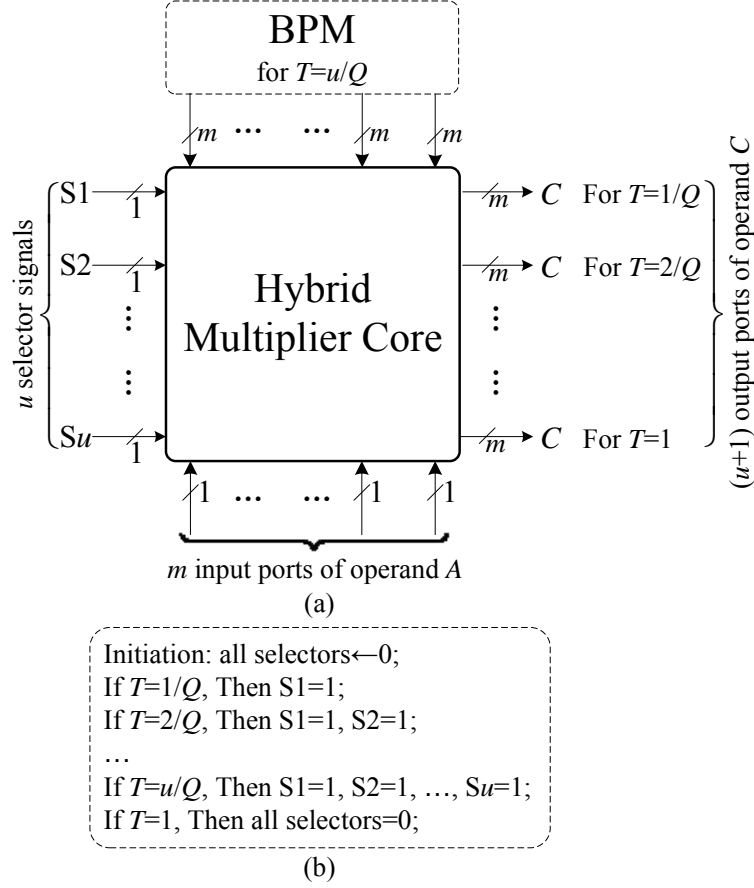 BPM
for T=u/Q
m ... ... m m
u selector signals
S1 1
S2 1
⋮
⋮
Su 1
Hybrid
Multiplier Core
m C For T=1/Q
m C For T=2/Q
⋮
⋮
m C For T=1
(u+1) output ports of operand C
1 ... ... 1 1
m input ports of operand A
(a)
Initiation: all selectors←0;
If T=1/Q, Then S1=1;
If T=2/Q, Then S1=1, S2=1;
...
If T=u/Q, Then S1=1, S2=1, ..., Su=1;
If T=1, Then all selectors=0;
(b)